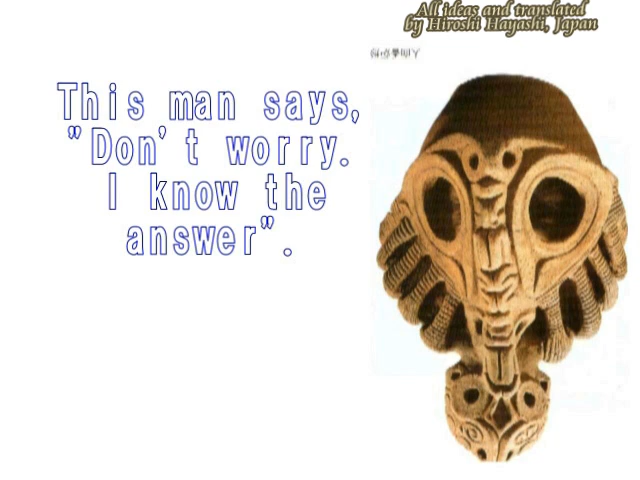 All ideas and translated
by Hiroshi Hayashi, Japan
This man says,
"Don't worry.
I know the
answer".